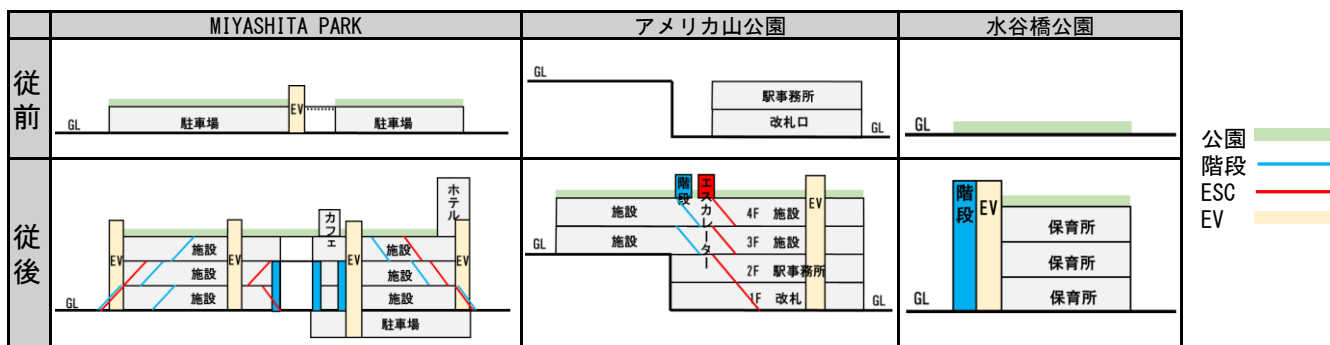 MIYASHITA PARK
アメリカ山公園
水谷橋公園
従前
GL
駐車場
EV
駐車場
GL
駅事務所
改札口
GL
GL
公園
階段
ESC
EV
従後
ホテル
カフェ
EV
施設
EV
施設
EV
EV
施設
施設
施設
施設
GL
駐車場
階段
エスカレーター
EV
施設
4F 施設
施設
3F 施設
GL
2F 駅事務所
1F 改札
GL
階段
EV
保育所
保育所
保育所
GL